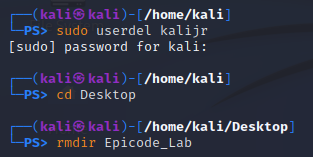 ┌──(kali㉿kali)-[/home/kali]
└─PS> sudo userdel kalijr
[sudo] password for kali:
┌──(kali㉿kali)-[/home/kali]
└─PS> cd Desktop
┌──(kali㉿kali)-[/home/kali/Desktop]
└─PS> rmdir Epicode_Lab